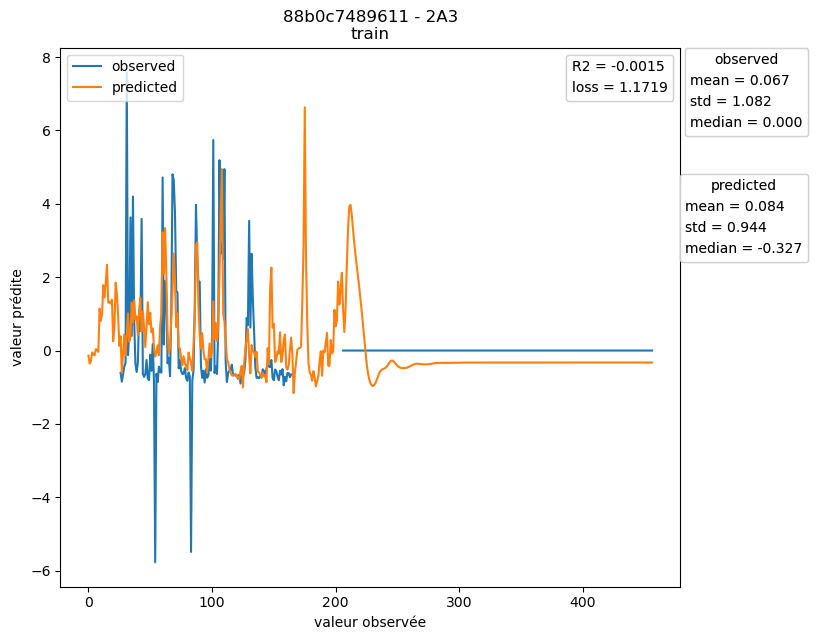 88b0c7489611 - 2A3
train
observed
predicted
R2 = -0.0015
loss = 1.1719
observed
mean = 0.067
std = 1.082
median = 0.000
predicted
mean = 0.084
std = 0.944
median = -0.327
valeur prédite
8
6
4
2
0
−2
−4
−6
0
100
200
300
400
valeur observée